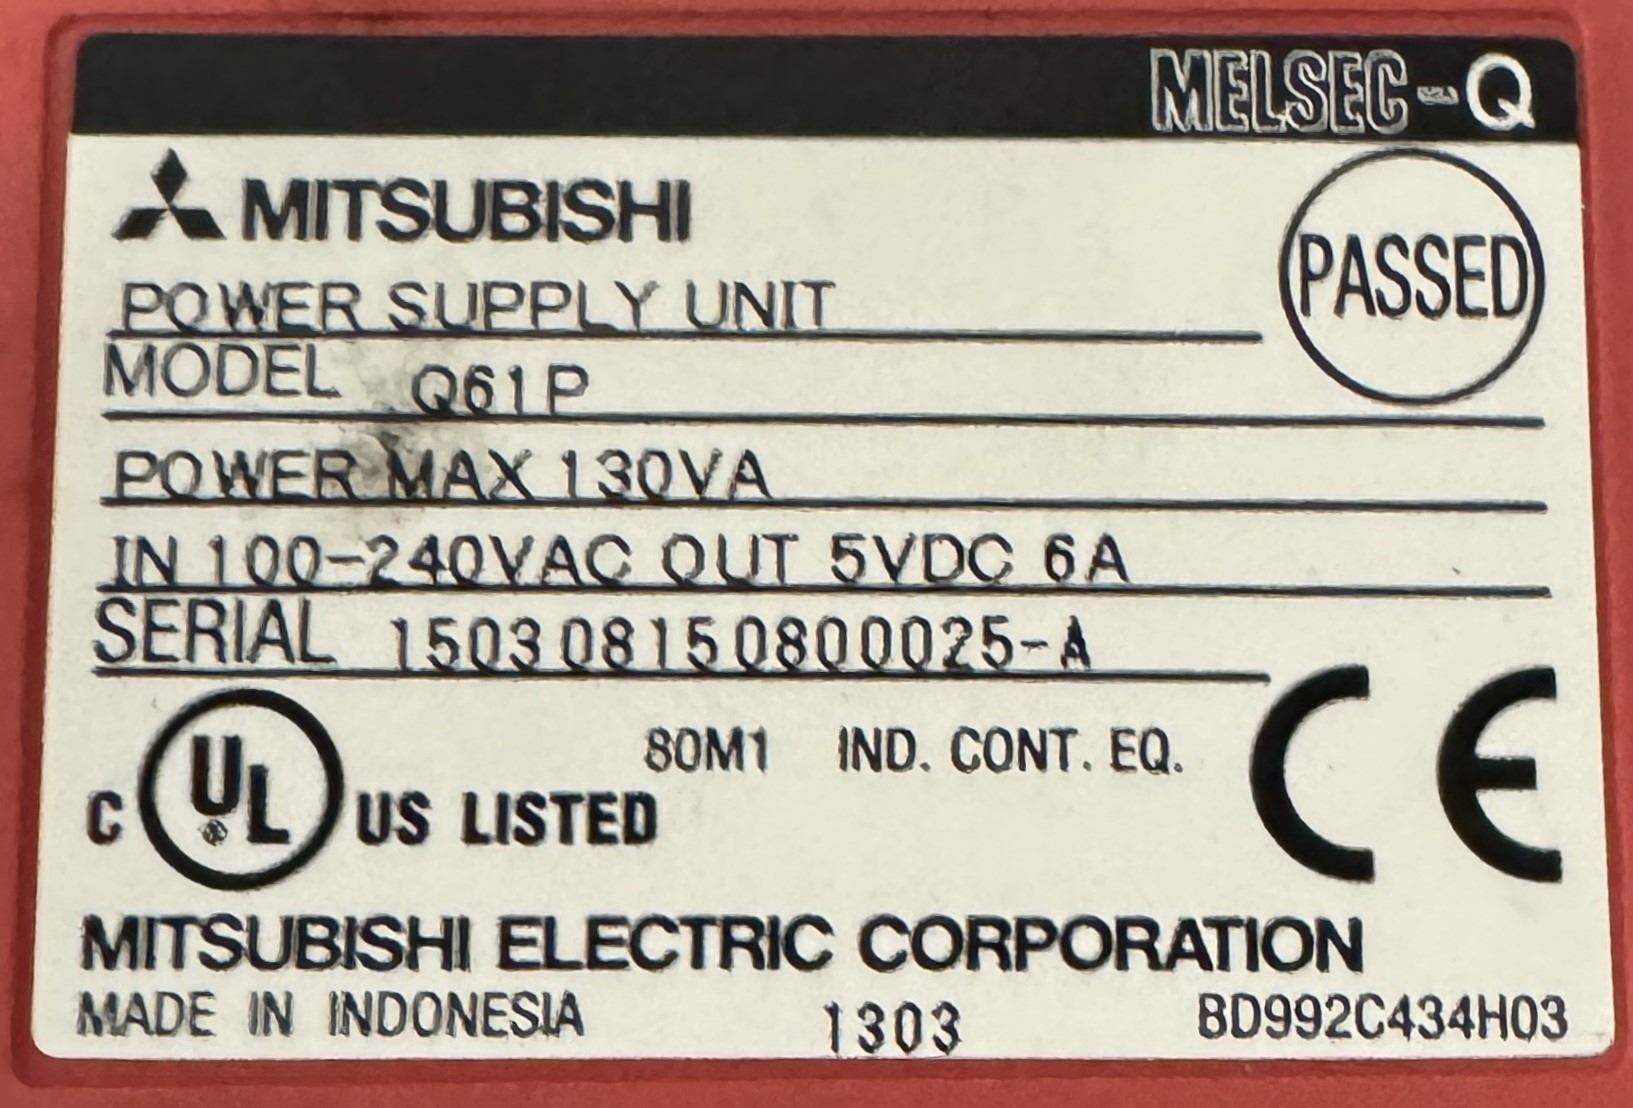 MELSEC-Q
MITSUBISHI
PASSED
POWER SUPPLY UNIT
MODEL Q61P
POWER MAX 130VA
IN 100-240VAC OUT 5VDC 6A
SERIAL 150308150800025-A
C UL US LISTED
80M1 IND. CONT. EQ.
CE
MITSUBISHI ELECTRIC CORPORATION
MADE IN INDONESIA 1303 BD992C434H03